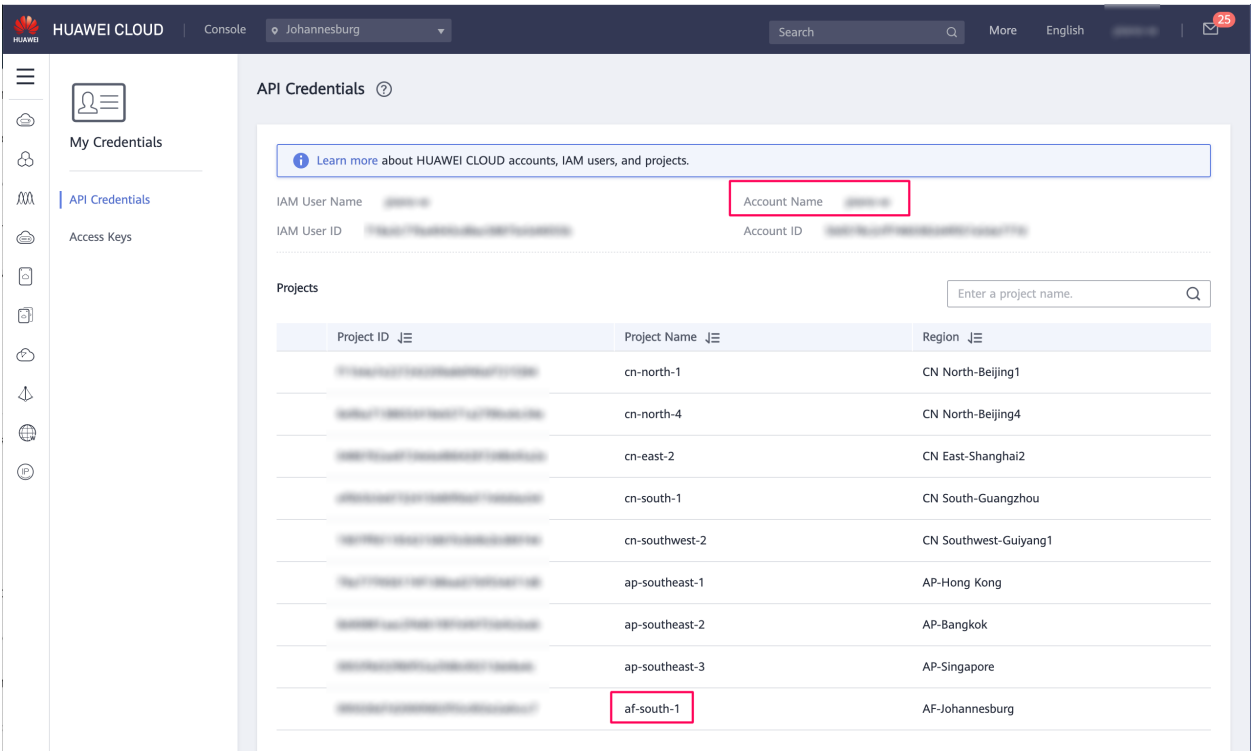 HUAWEI HUAWEI CLOUD Console Johannesburg Search More English 25
API Credentials ?
My Credentials
Learn more about HUAWEI CLOUD accounts, IAM users, and projects.
API Credentials
Access Keys
IAM User Name Account Name
IAM User ID Account ID
Projects
Enter a project name.
Project ID Project Name Region
cn-north-1 CN North-Beijing1
cn-north-4 CN North-Beijing4
cn-east-2 CN East-Shanghai2
cn-south-1 CN South-Guangzhou
cn-southwest-2 CN Southwest-Guiyang1
ap-southeast-1 AP-Hong Kong
ap-southeast-2 AP-Bangkok
ap-southeast-3 AP-Singapore
af-south-1 AF-Johannesburg
IP